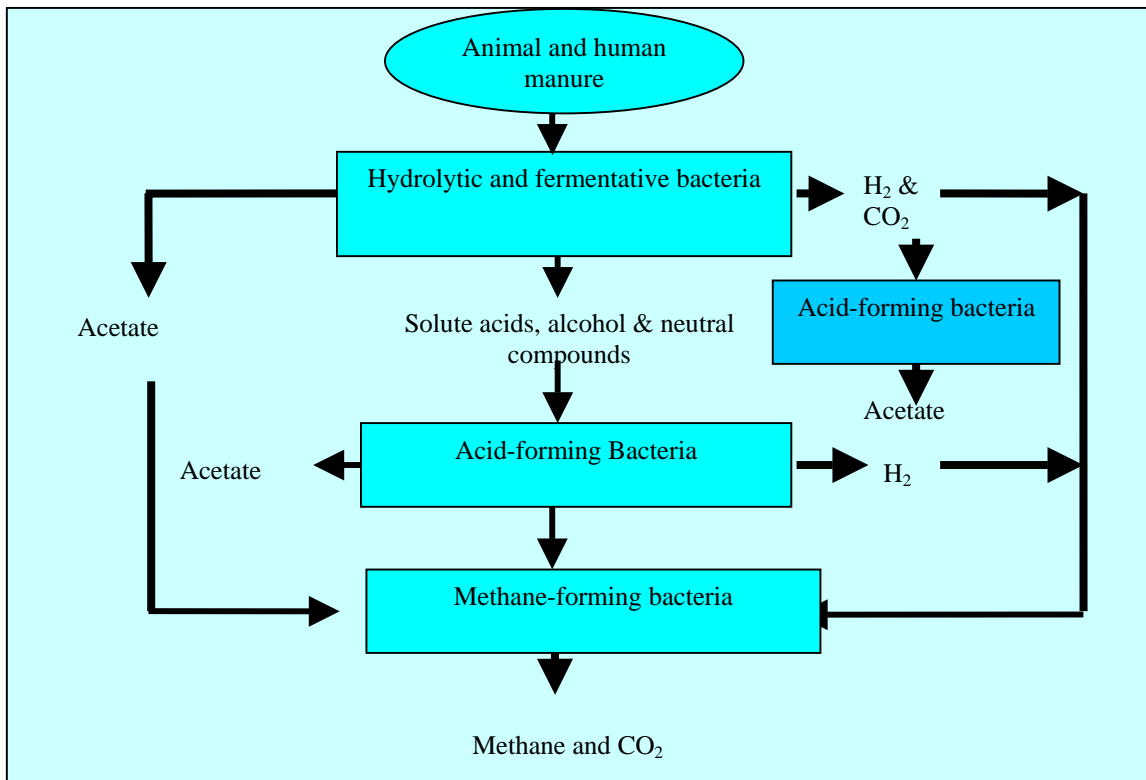 Animal and human
manure
Hydrolytic and fermentative bacteria
H₂ &
CO₂
Acid-forming bacteria
Acetate
Solute acids, alcohol & neutral
compounds
Acetate
Acid-forming Bacteria
Acetate
H₂
Methane-forming bacteria
Methane and CO₂